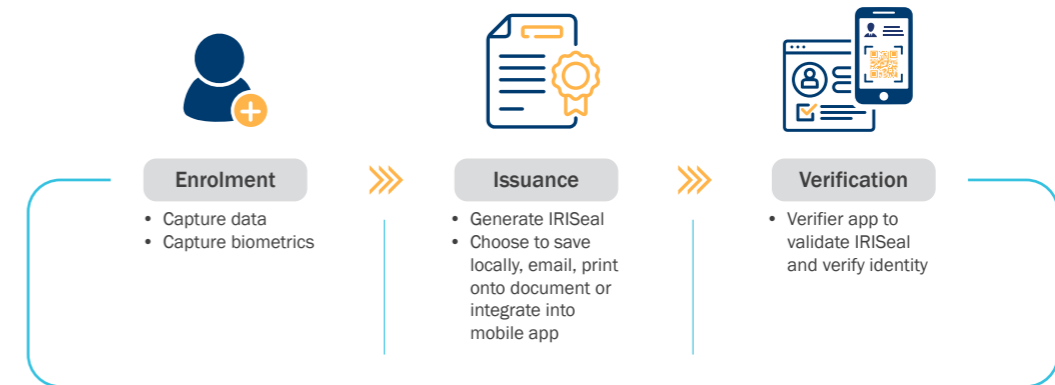 Enrolment
• Capture data
• Capture biometrics
Issuance
• Generate IRISeal
• Choose to save
locally, email, print
onto document or
integrate into
mobile app
Verification
• Verifier app to
validate IRISeal
and verify identity